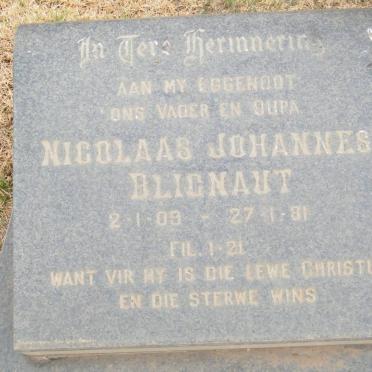 In Tere Herinnering
AAN MY EGGENOOT
ONS VADER EN OUPA
NICOLAAS JOHANNES
BLIGNAUT
2-1-09 - 27-1-81
FIL. 1-21
WANT VIR MY IS DIE LEWE CHRISTU
EN DIE STERWE WINS